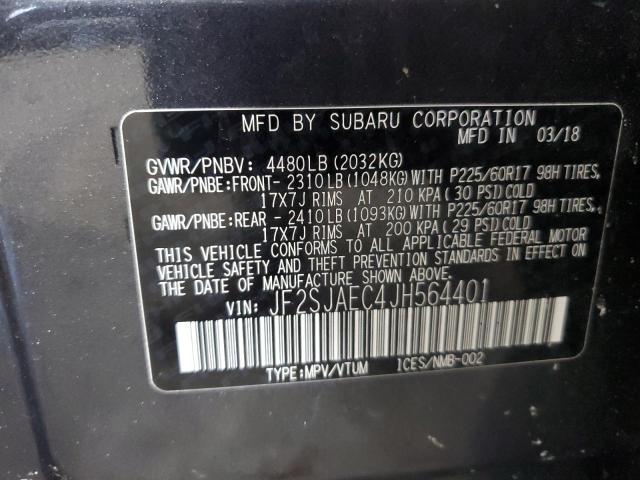 MFD BY SUBARU CORPORATION
MFD IN 03/18
GVWR/PNBV: 4480LB(2032KG)
GAWR/PNBE:FRONT-2310LB(1048KG)WITH P225/60R17 98H TIRES,
17X7J RIMS AT 210 KPA(30 PSI)COLD
GAWR/PNBE:REAR -2410LB(1093KG)WITH P225/60R17 98H TIRES,
17X7J RIMS AT 200 KPA(29 PSI)COLD
THIS VEHICLE CONFORMS TO ALL APPLICABLE FEDERAL MOTOR
VEHICLE SAFETY AND THEFT PREVENTION STANDARDS IN EFFECT
ON THE DATE OF MANUFACTURE SHOWN ABOVE.
VIN: JF2SJAEC4JH564401
TYPE:MPV/VTUM ICES/NMB-002